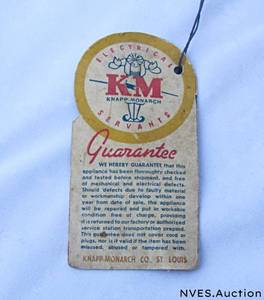 ELECTRICAL
KM
KNAPP-MONARCH
SERVANTS
Guarantee
WE HEREBY GUARANTEE that this
appliance has been thoroughly checked
and tested before shipment, and free
of mechanical and electrical defects.
Should defects due to faulty material
or workmanship develop within one
year from date of sale, the appliance
will be repaired and put in workable
condition free of charge, providing
it is returned to our factory or authorized
service station transportation prepaid.
This guarantee does not cover cord or
plugs, nor is it valid if the item has been
misused, abused or tampered with.
KNAPP-MONARCH CO., ST. LOUIS
NVES.Auction